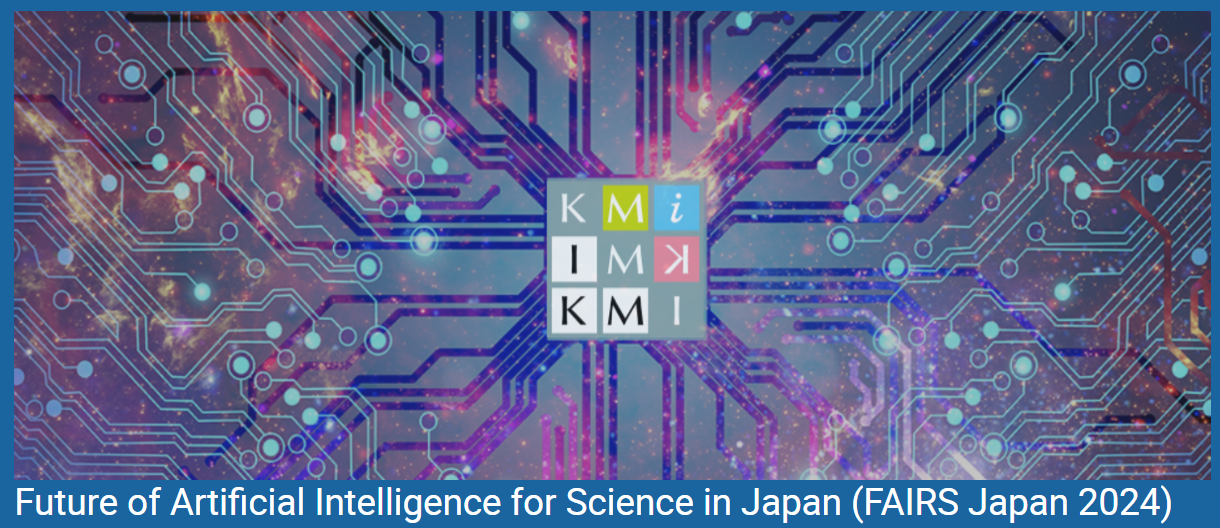 K M i
I M K
K M I
Future of Artificial Intelligence for Science in Japan (FAIRS Japan 2024)